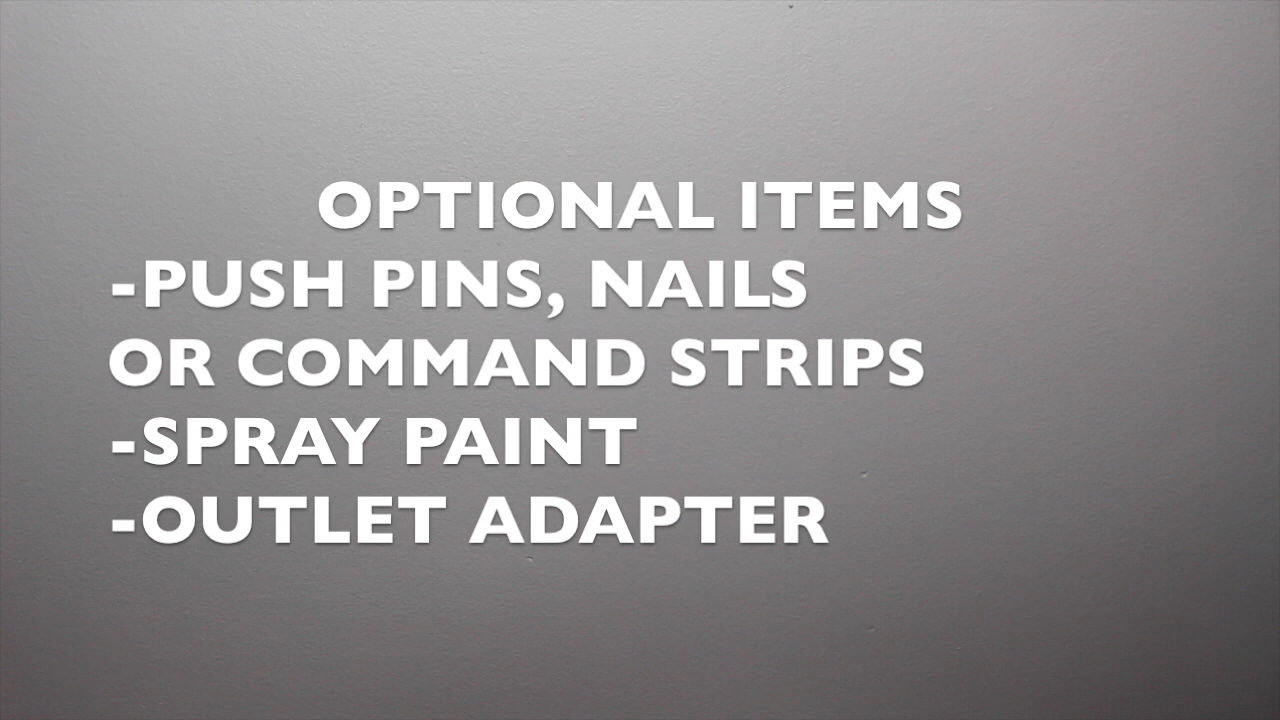 OPTIONAL ITEMS
-PUSH PINS, NAILS
OR COMMAND STRIPS
-SPRAY PAINT
-OUTLET ADAPTER